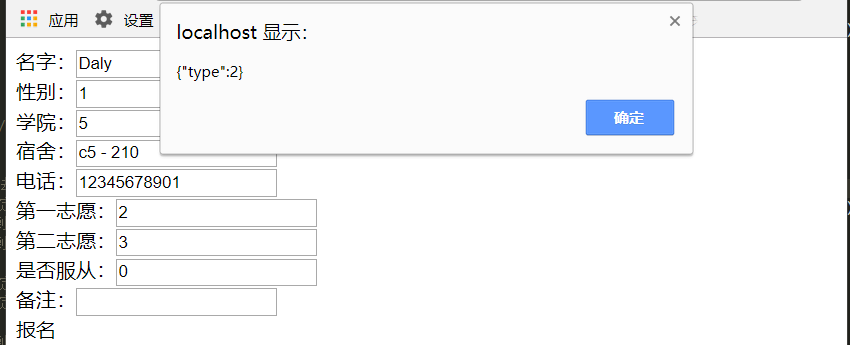 应用 设置
localhost 显示：
{"type":2}
确定
名字： Daly
性别： 1
学院： 5
宿舍： c5 - 210
电话： 12345678901
第一志愿： 2
第二志愿： 3
是否服从： 0
备注：
报名